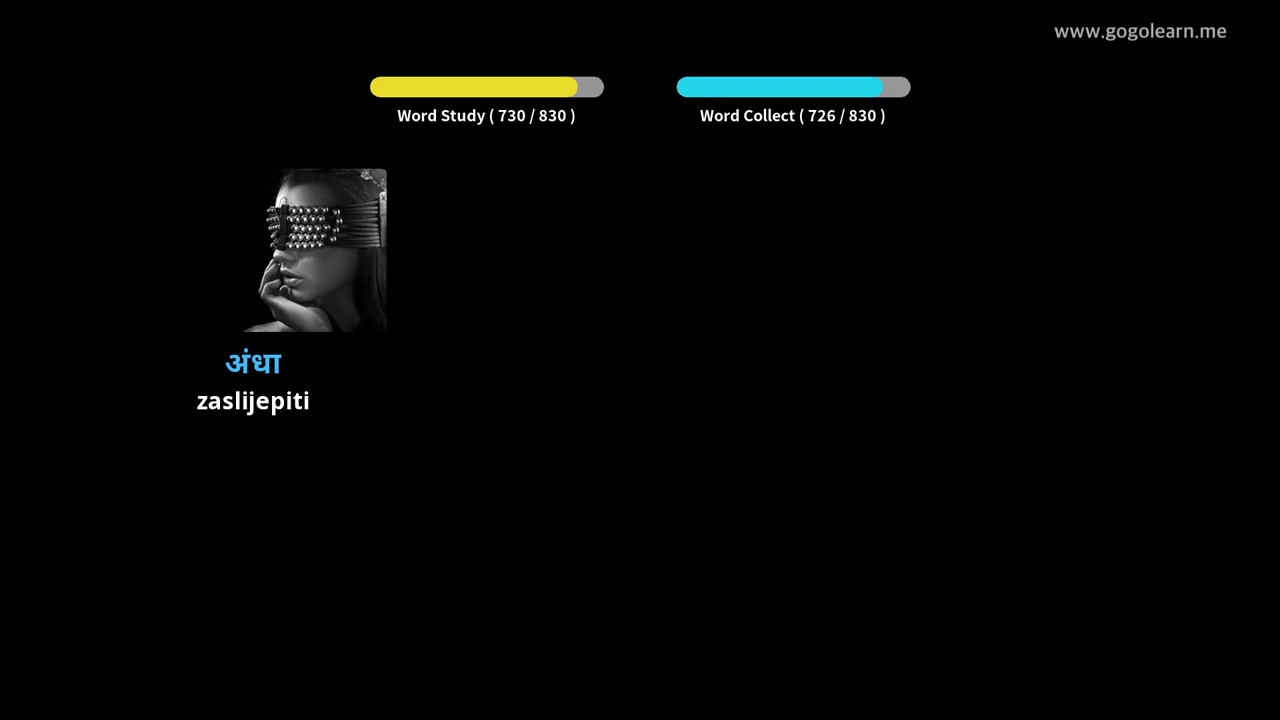 www.gogolearn.me
Word Study ( 730 / 830 )
Word Collect ( 726 / 830 )
अंधा
zaslijepiti